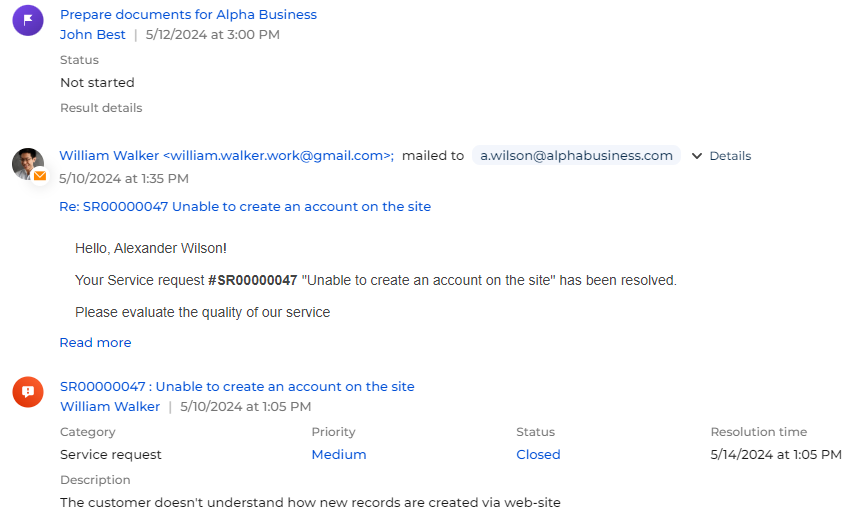 Prepare documents for Alpha Business
John Best | 5/12/2024 at 3:00 PM
Status
Not started
Result details
William Walker <william.walker.work@gmail.com>; mailed to a.wilson@alphabusiness.com Details
5/10/2024 at 1:35 PM
Re: SR00000047 Unable to create an account on the site
Hello, Alexander Wilson!
Your Service request #SR00000047 "Unable to create an account on the site" has been resolved.
Please evaluate the quality of our service
Read more
SR00000047 : Unable to create an account on the site
William Walker | 5/10/2024 at 1:05 PM
Category Priority Status Resolution time
Service request Medium Closed 5/14/2024 at 1:05 PM
Description
The customer doesn't understand how new records are created via web-site